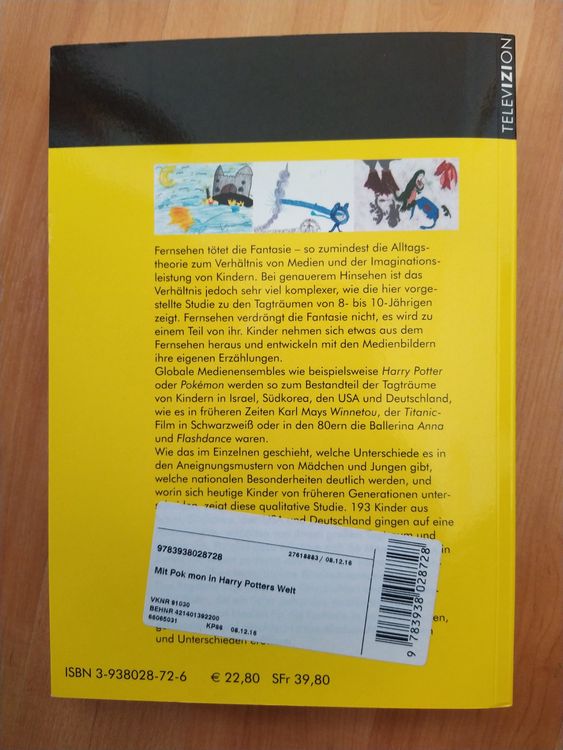 TELEVIZION
Fernsehen tötet die Fantasie – so zumindest die Alltags-
theorie zum Verhältnis von Medien und der Imaginations-
leistung von Kindern. Bei genauerem Hinsehen ist das
Verhältnis jedoch sehr viel komplexer, wie die hier vorge-
stellte Studie zu den Tagträumen von 8- bis 10-Jährigen
zeigt. Fernsehen verdrängt die Fantasie nicht, es wird zu
einem Teil von ihr. Kinder nehmen sich etwas aus dem
Fernsehen heraus und entwickeln mit den Medienbildern
ihre eigenen Erzählungen.
Globale Medienensembles wie beispielsweise Harry Potter
oder Pokémon werden so zum Bestandteil der Tagträume
von Kindern in Israel, Südkorea, den USA und Deutschland,
wie es in früheren Zeiten Karl Mays Winnetou, der Titanic-
Film in Schwarzweiß oder in den 80ern die Ballerina Anna
und Flashdance waren.
Wie das im Einzelnen geschieht, welche Unterschiede es in
den Aneignungsmustern von Mädchen und Jungen gibt,
welche nationalen Besonderheiten deutlich werden, und
worin sich heutige Kinder von früheren Generationen unter-
zeigt diese qualitative Studie. 193 Kinder aus
und Deutschland gingen auf eine
und
in
9783938028728
27618883 / 08.12.16
Mit Pok mon in Harry Potters Welt
VKNR 91030
BEHNR 421401392200
66065031 KP86 08.12.16
9 783938 028728
und Unterschieden
ISBN 3-938028-72-6 € 22,80 SFr 39,80